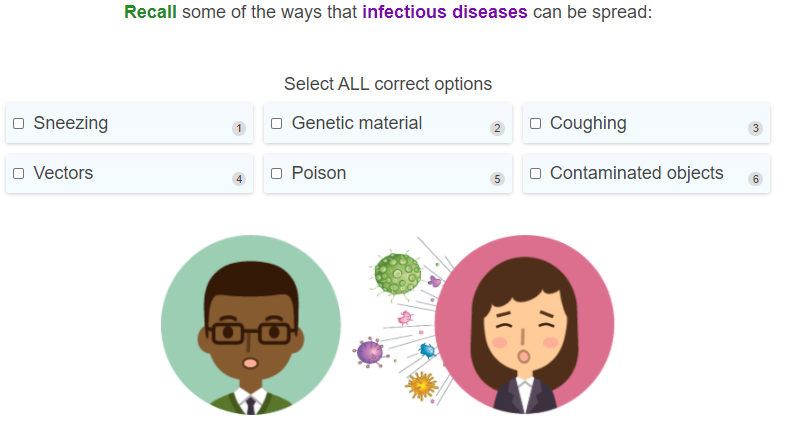 Recall some of the ways that infectious diseases can be spread:
Select ALL correct options
Sneezing 1
Genetic material 2
Coughing 3
Vectors 4
Poison 5
Contaminated objects 6